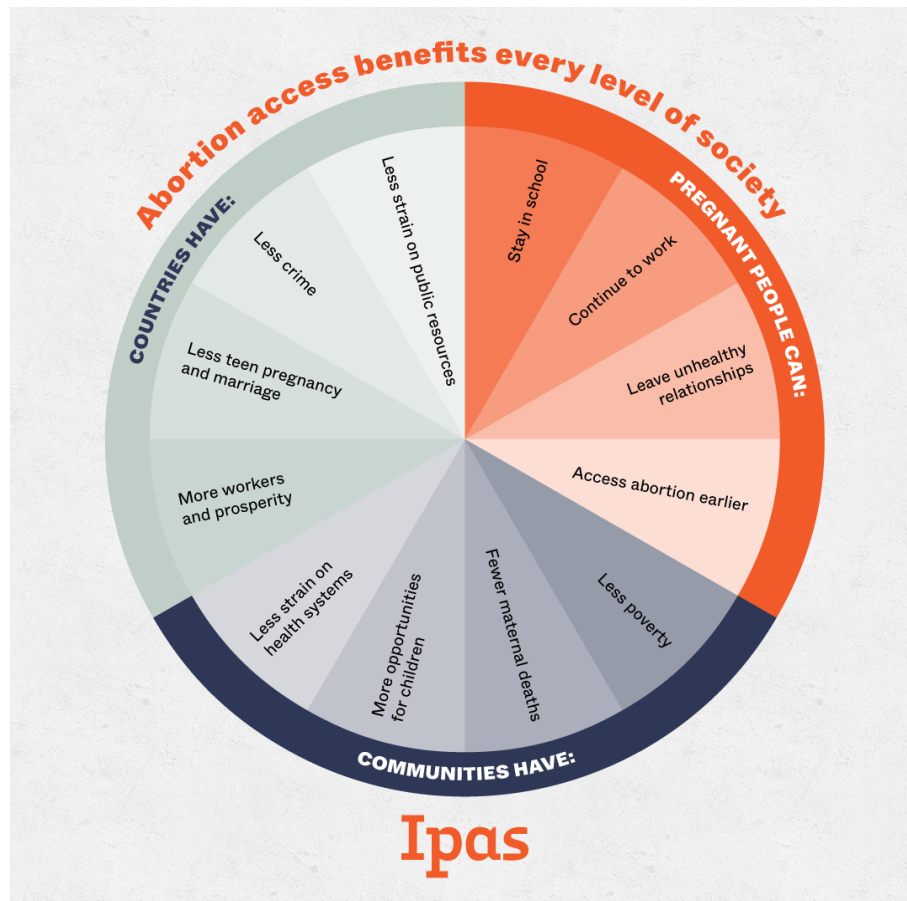 Abortion access benefits every level of society
PREGNANT PEOPLE CAN:
Stay in school
Continue to work
Leave unhealthy
relationships
Access abortion earlier
COMMUNITIES HAVE:
Less poverty
Fewer maternal deaths
More opportunities
for children
Less strain on
health systems
COUNTRIES HAVE:
More workers
and prosperity
Less teen pregnancy
and marriage
Less crime
Less strain on public resources
Ipas